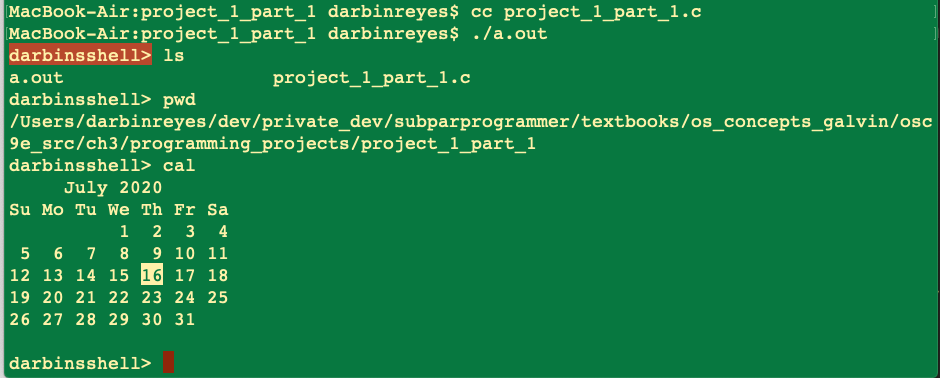 MacBook-Air:project_1_part_1 darbinreyes$ cc project_1_part_1.c
MacBook-Air:project_1_part_1 darbinreyes$ ./a.out
darbinsshell> ls
a.out                   project_1_part_1.c
darbinsshell> pwd
/Users/darbinreyes/dev/private_dev/subparprogrammer/textbooks/os_concepts_galvin/osc
9e_src/ch3/programming_projects/project_1_part_1
darbinsshell> cal
     July 2020
Su Mo Tu We Th Fr Sa
          1  2  3  4
 5  6  7  8  9 10 11
12 13 14 15 16 17 18
19 20 21 22 23 24 25
26 27 28 29 30 31
darbinsshell>